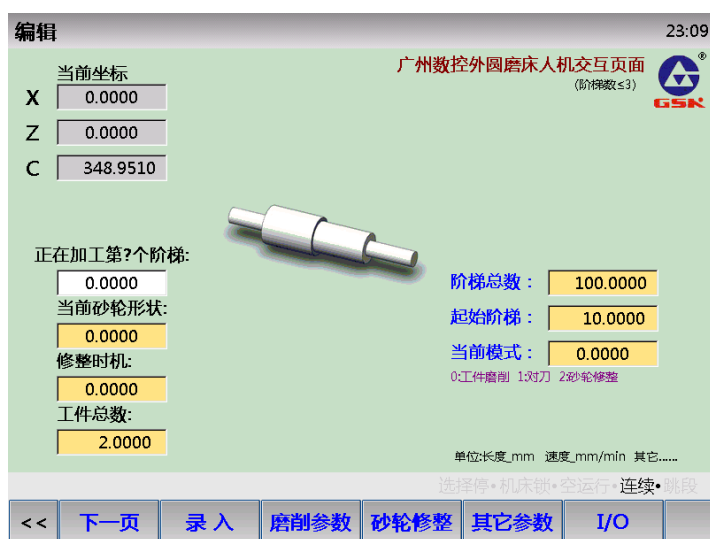 编辑
23:09
当前坐标
广州数控外圆磨床人机交互页面
(阶梯数≤3)
®
GSK
X 0.0000
Z 0.0000
C 348.9510
正在加工第?个阶梯:
0.0000
当前砂轮形状:
0.0000
修整时机:
0.0000
工件总数:
2.0000
阶梯总数： 100.0000
起始阶梯： 10.0000
当前模式： 0.0000
0:工件磨削 1:对刀 2:砂轮修整
单位:长度_mm 速度_mm/min 其它......
选择停•机床锁•空运行•连续•跳段
<< 下一页 录 入 磨削参数 砂轮修整 其它参数 I/O